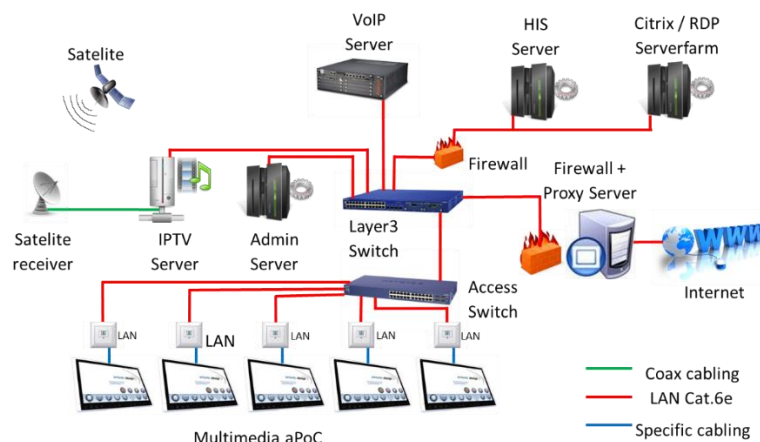 VoIP
Server
HIS
Server
Citrix / RDP
Serverfarm
Satelite
Firewall
Firewall +
Proxy Server
WWW
Satelite
receiver
IPTV
Server
Admin
Server
Layer3
Switch
Internet
Access
Switch
LAN
LAN
LAN
LAN
LAN
Coax cabling
LAN Cat.6e
Specific cabling
Multimedia aPoC